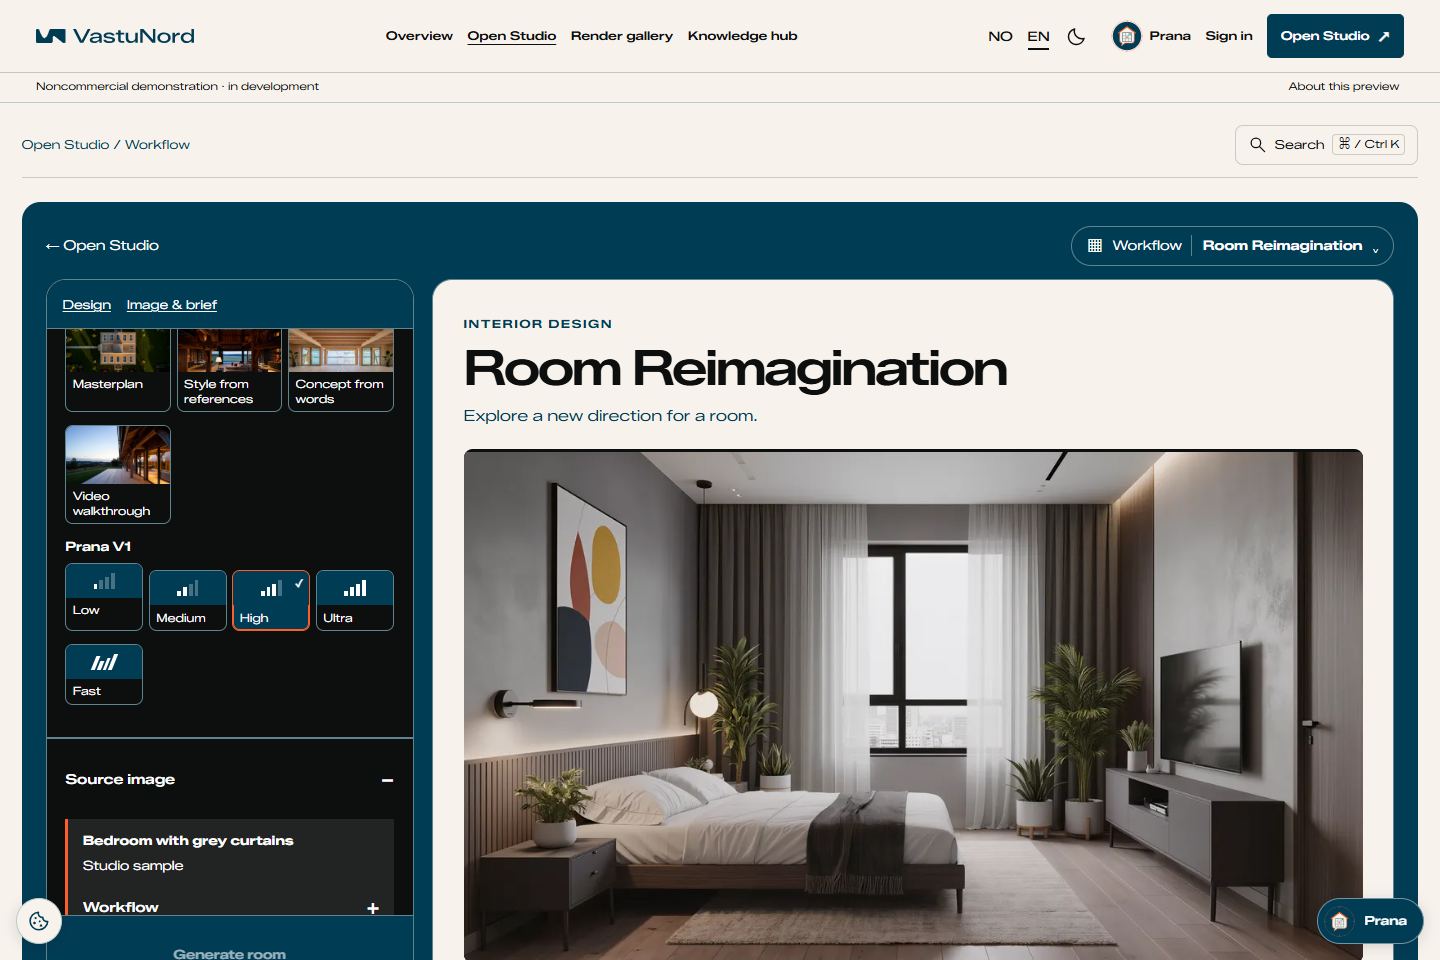 VastuNord
Overview Open Studio Render gallery Knowledge hub
NO EN
Prana Sign in Open Studio ↗
Noncommercial demonstration · in development
About this preview
Open Studio / Workflow
Search ⌘ / Ctrl K
← Open Studio
Workflow Room Reimagination
Design Image & brief
Masterplan
Style from
references
Concept from
words
Video
walkthrough
Prana V1
Low
Medium
High
Ultra
Fast
Source image
Bedroom with grey curtains
Studio sample
Workflow
Generate room
INTERIOR DESIGN
Room Reimagination
Explore a new direction for a room.
Prana